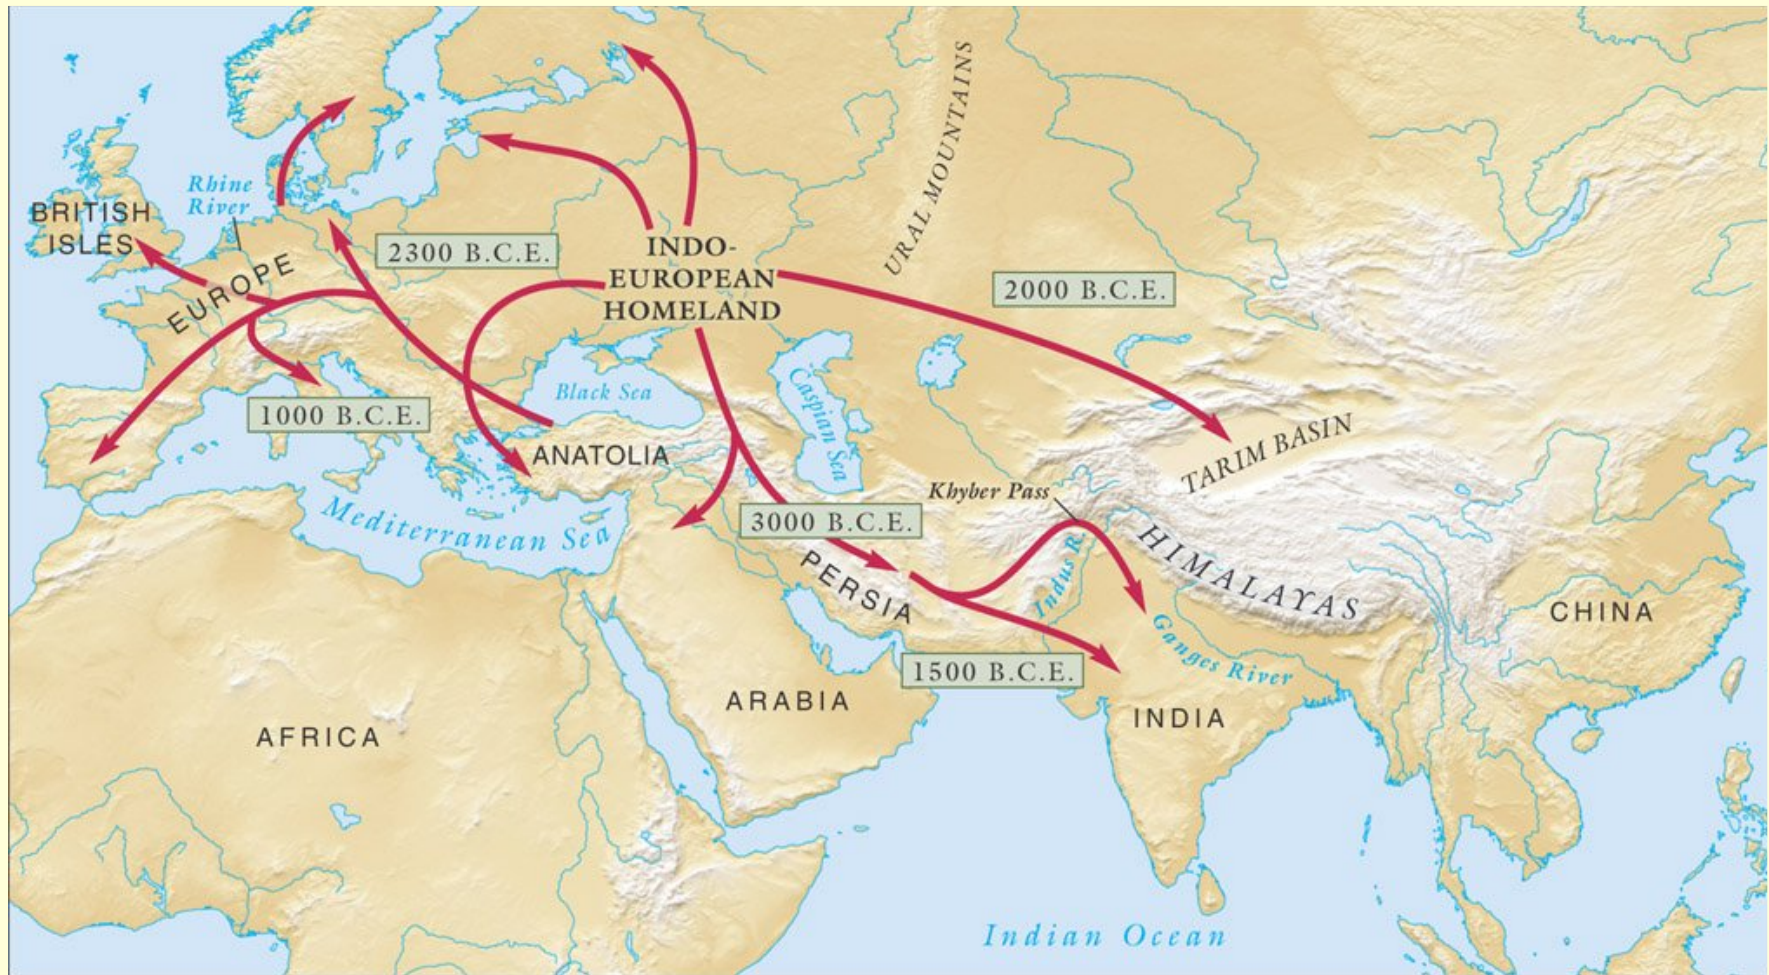 URAL MOUNTAINS
Rhine
River
BRITISH
ISLES
EUROPE
2300 B.C.E.
INDO-
EUROPEAN
HOMELAND
2000 B.C.E.
Black Sea
Caspian Sea
1000 B.C.E.
ANATOLIA
TARIM BASIN
Khyber Pass
Mediterranean Sea
3000 B.C.E.
HIMALAYAS
PERSIA
Indus R.
CHINA
Ganges River
1500 B.C.E.
ARABIA
INDIA
AFRICA
Indian Ocean